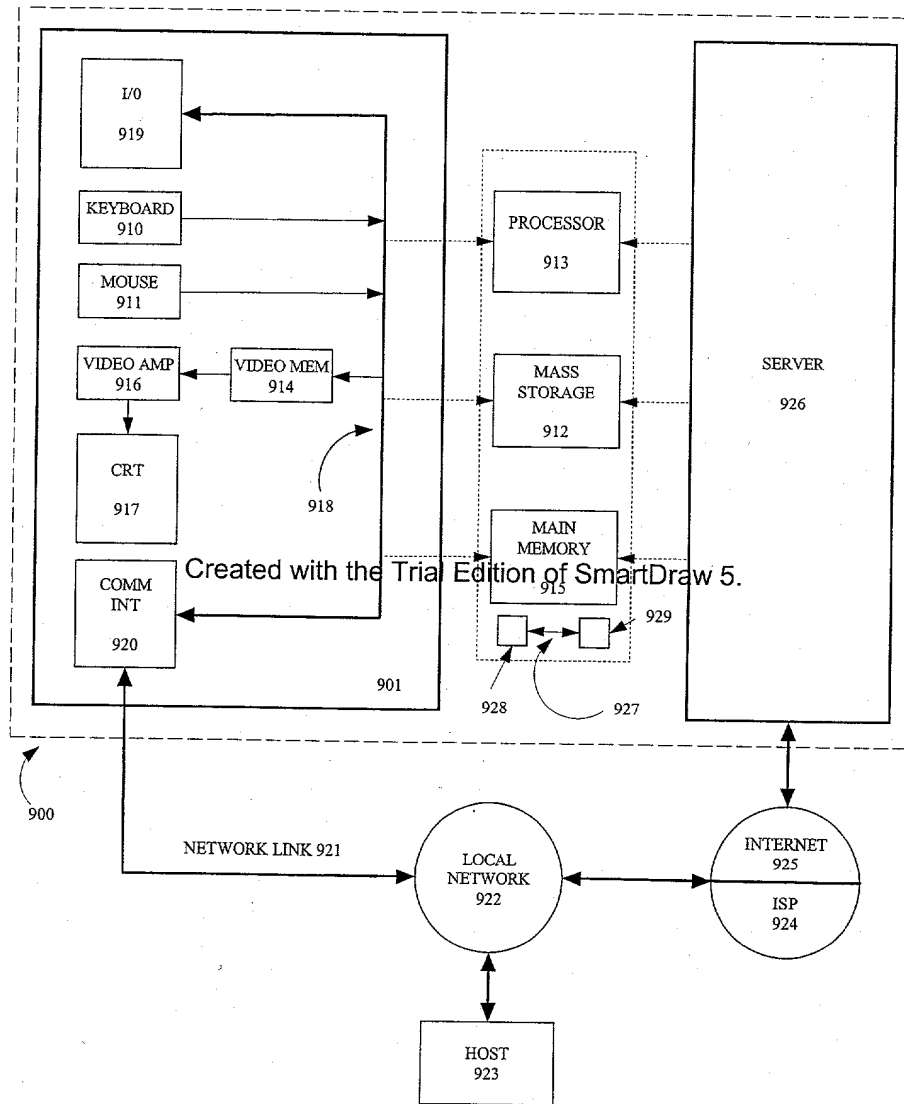 I/0
919
KEYBOARD
910
MOUSE
911
VIDEO AMP
916
VIDEO MEM
914
CRT
917
918
COMM
INT
920
901
PROCESSOR
913
MASS
STORAGE
912
MAIN
MEMORY
915
Created with the Trial Edition of SmartDraw 5.
929
928
927
SERVER
926
900
NETWORK LINK 921
LOCAL
NETWORK
922
INTERNET
925
ISP
924
HOST
923